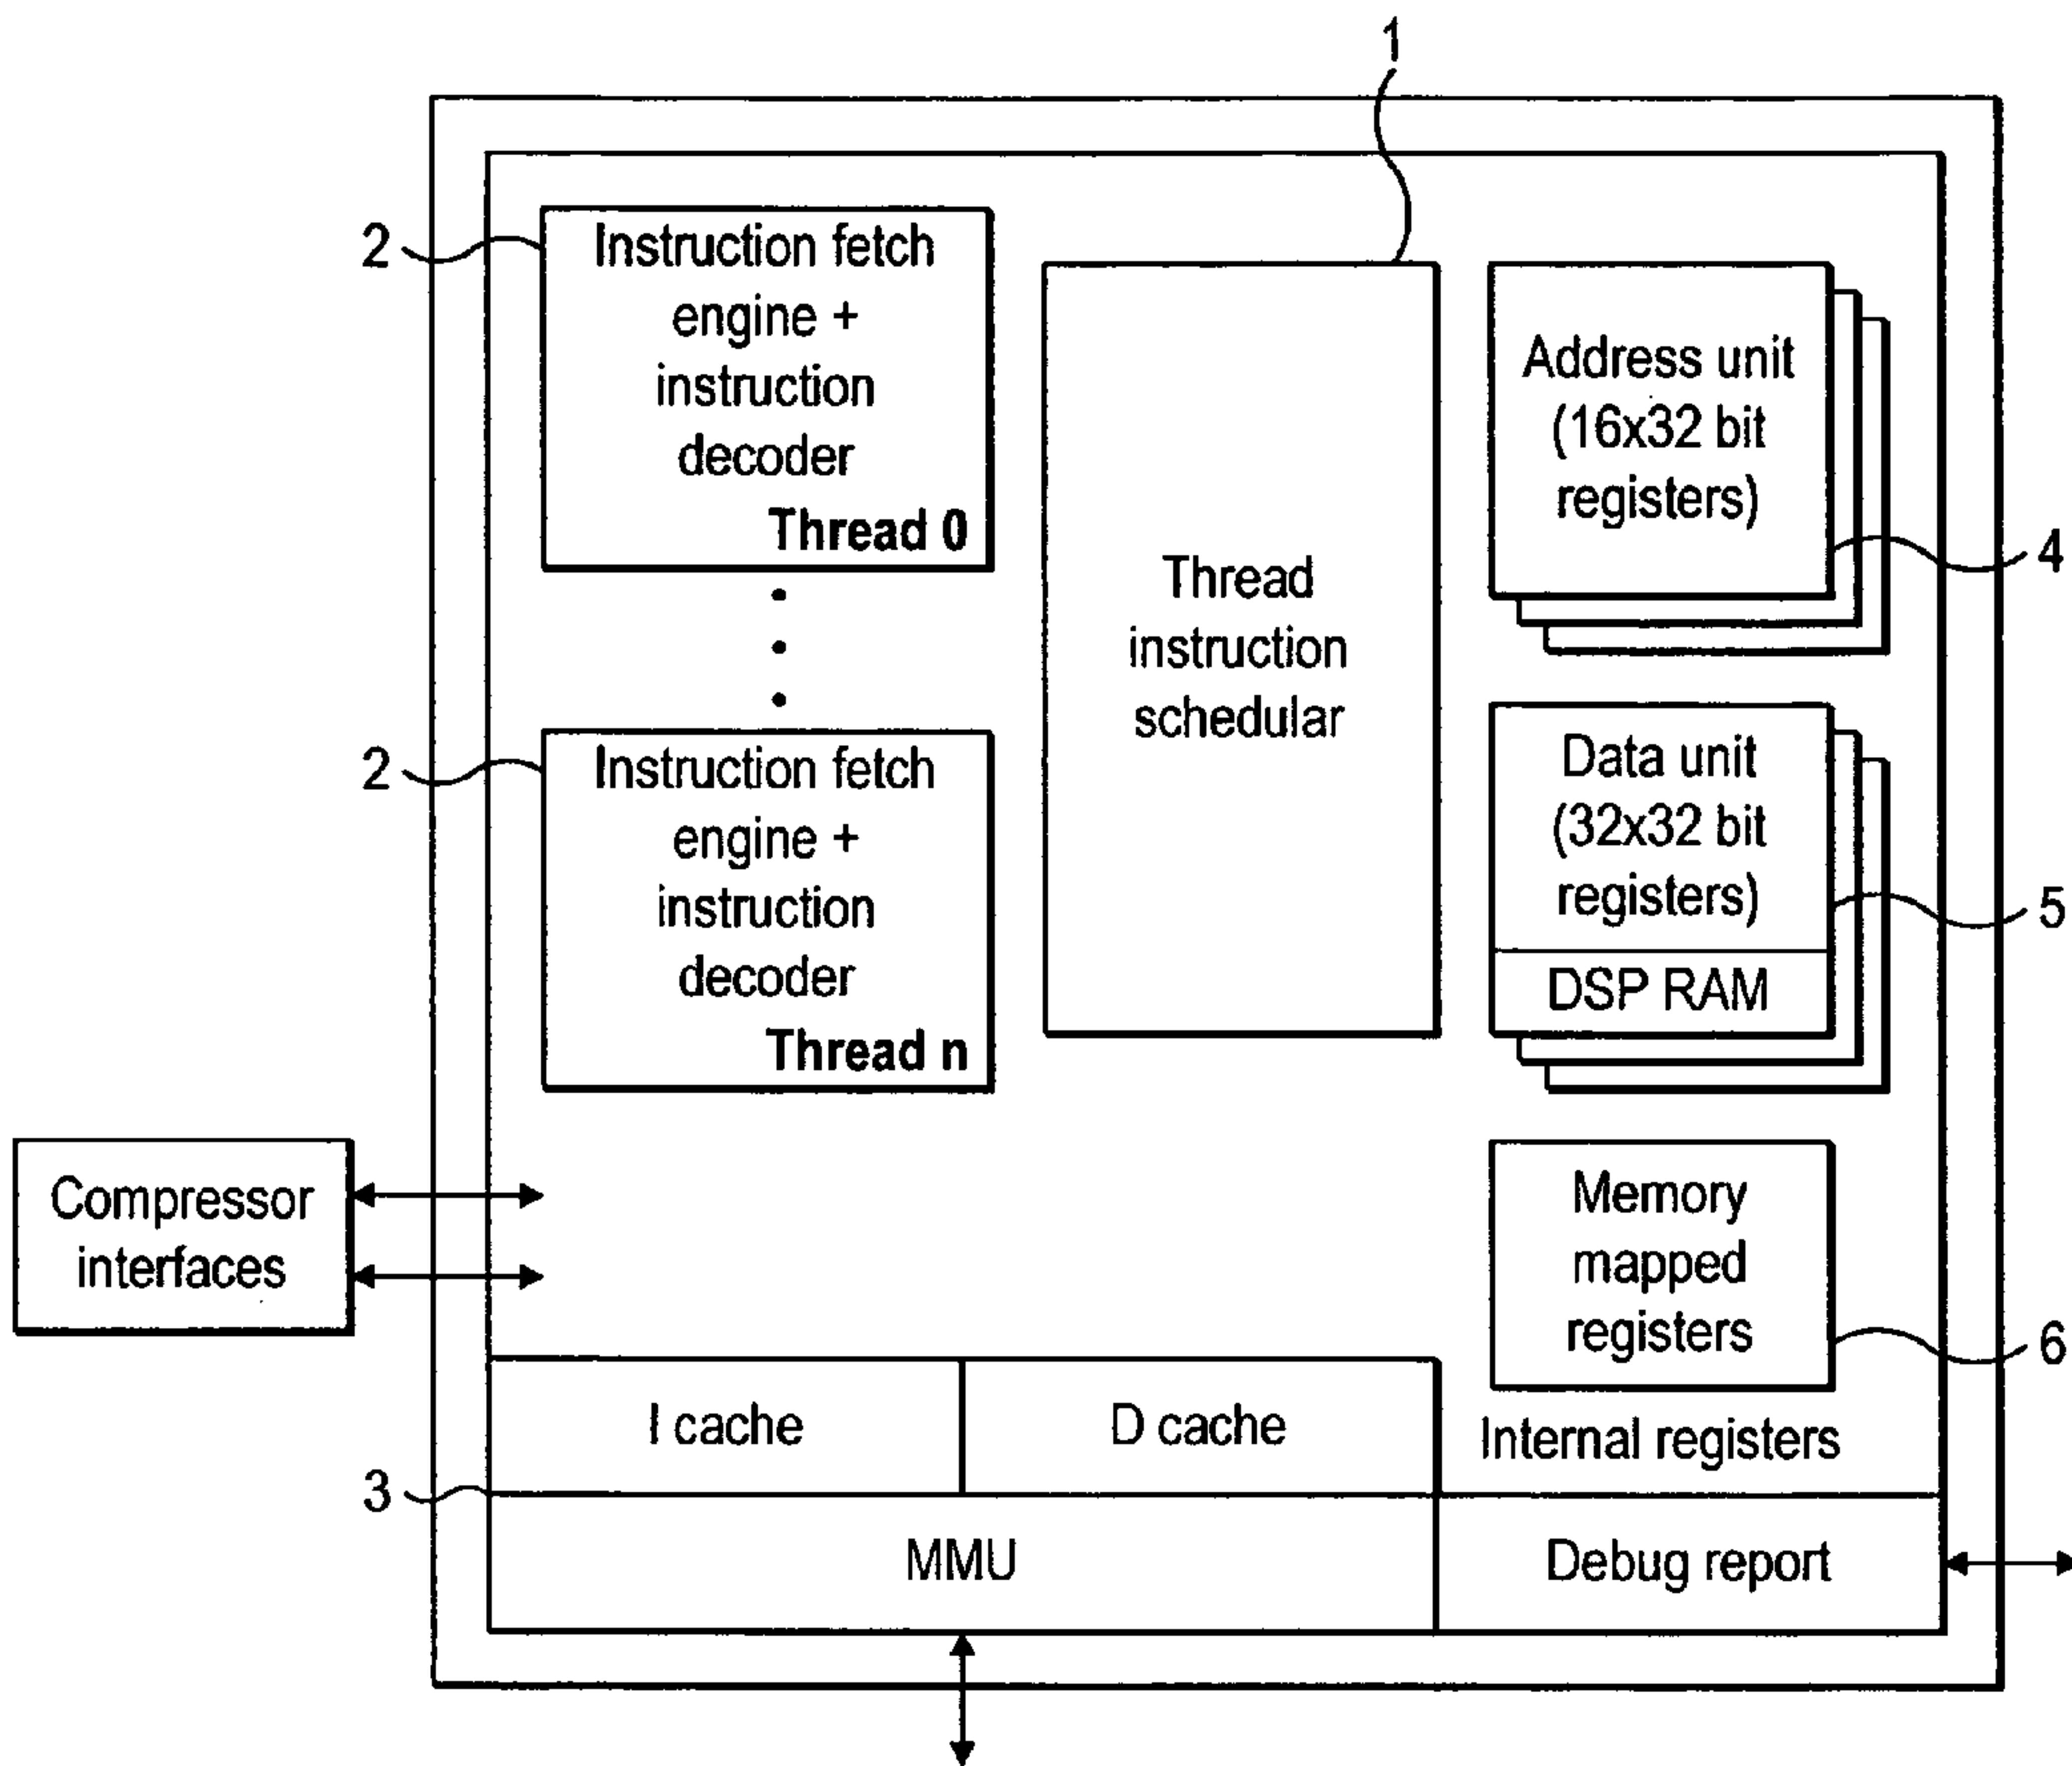 1
2
Instruction fetch
engine +
instruction
decoder
Thread 0
2
Instruction fetch
engine +
instruction
decoder
Thread n
Thread
instruction
schedular
Address unit
(16x32 bit
registers)
4
Data unit
(32x32 bit
registers)
DSP RAM
5
Compressor
interfaces
Memory
mapped
registers
6
I cache
D cache
Internal registers
3
MMU
Debug report